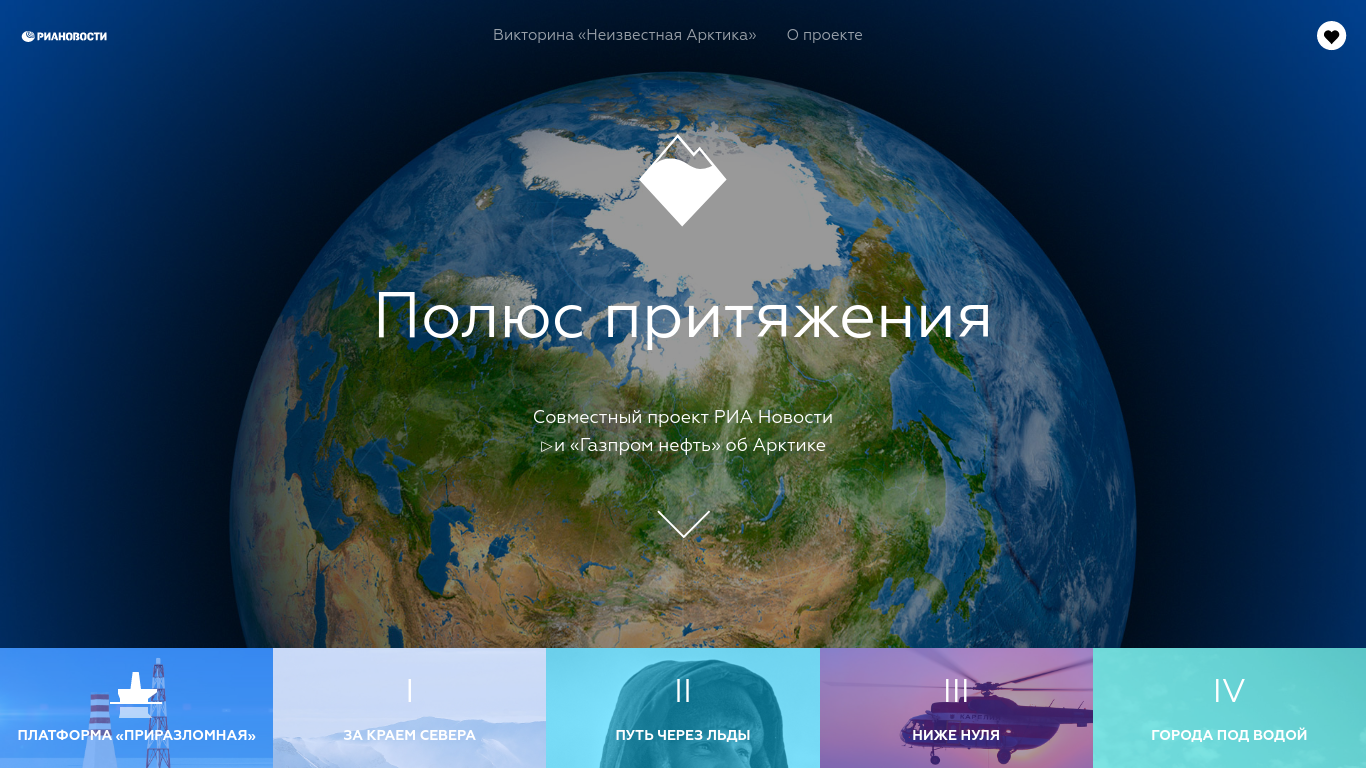 РИАНОВОСТИ
Викторина «Неизвестная Арктика»
О проекте
Полюс притяжения
Совместный проект РИА Новости
и «Газпром нефть» об Арктике
ПЛАТФОРМА «ПРИРАЗЛОМНАЯ»
I
ЗА КРАЕМ СЕВЕРА
II
ПУТЬ ЧЕРЕЗ ЛЬДЫ
III
НИЖЕ НУЛЯ
IV
ГОРОДА ПОД ВОДОЙ